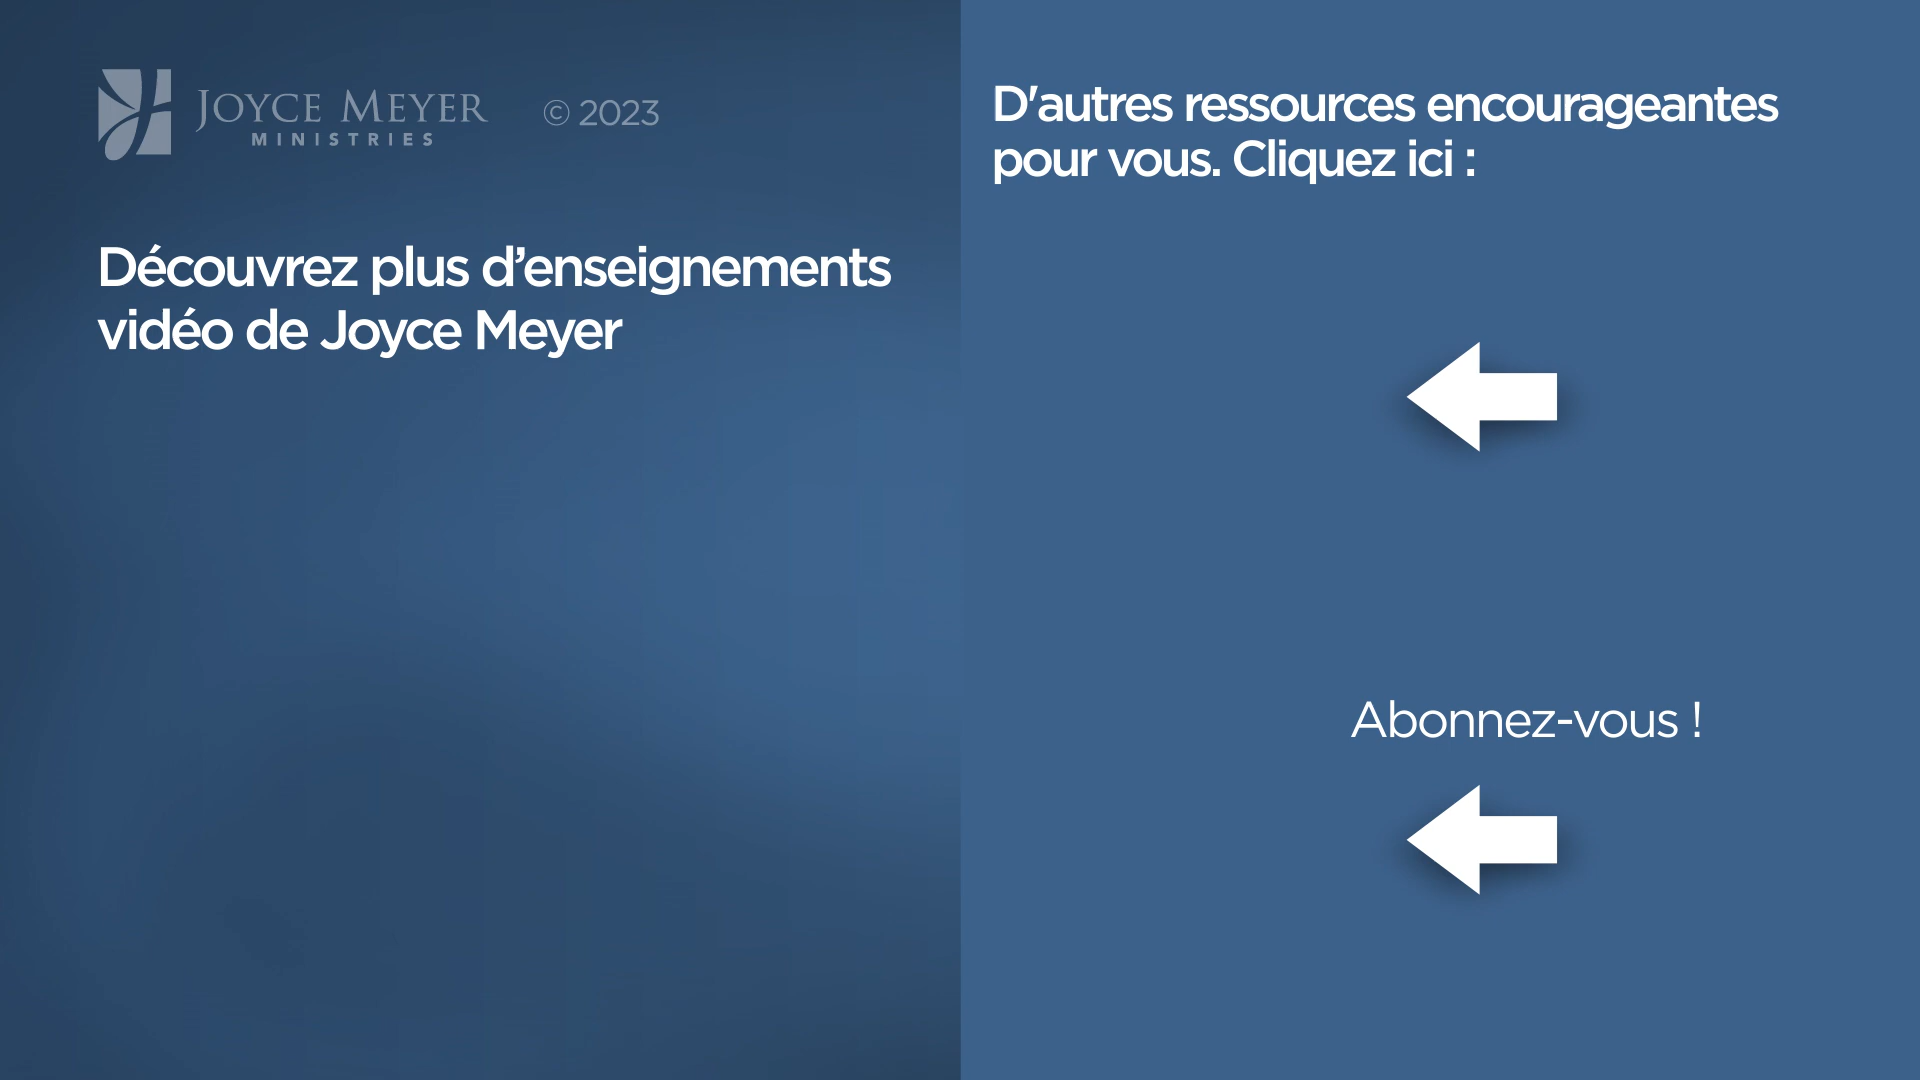 JOYCE MEYER
MINISTRIES
© 2023
Découvrez plus d’enseignements
vidéo de Joyce Meyer
D'autres ressources encourageantes
pour vous. Cliquez ici :
Abonnez-vous !